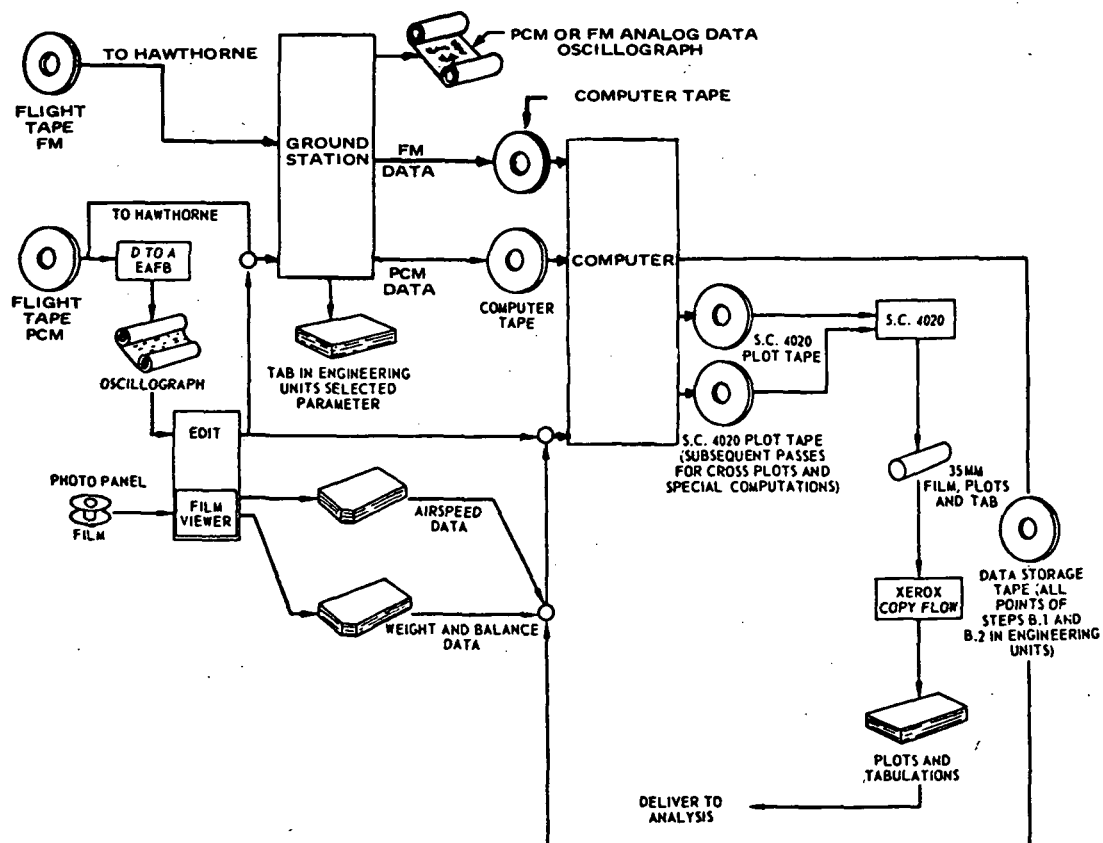 TO HAWTHORNE
PCM OR FM ANALOG DATA
OSCILLOGRAPH
FLIGHT
TAPE
FM
GROUND
STATION
COMPUTER TAPE
FM
DATA
TO HAWTHORNE
D TO A
EAFB
FLIGHT
TAPE
PCM
PCM
DATA
COMPUTER
TAPE
COMPUTER
OSCILLOGRAPH
TAB IN ENGINEERING
UNITS SELECTED
PARAMETER
S.C. 4020
PLOT TAPE
S.C. 4020
EDIT
S.C. 4020 PLOT TAPE
(SUBSEQUENT PASSES
FOR CROSS PLOTS AND
SPECIAL COMPUTATIONS)
35MM
FILM, PLOTS
AND TAB
PHOTO PANEL
FILM
FILM
VIEWER
AIRSPEED
DATA
WEIGHT AND BALANCE
DATA
XEROX
COPY FLOW
DATA STORAGE
TAPE (ALL
POINTS OF
STEPS B.1 AND
B.2 IN ENGINEERING
UNITS)
PLOTS AND
TABULATIONS
DELIVER TO
ANALYSIS